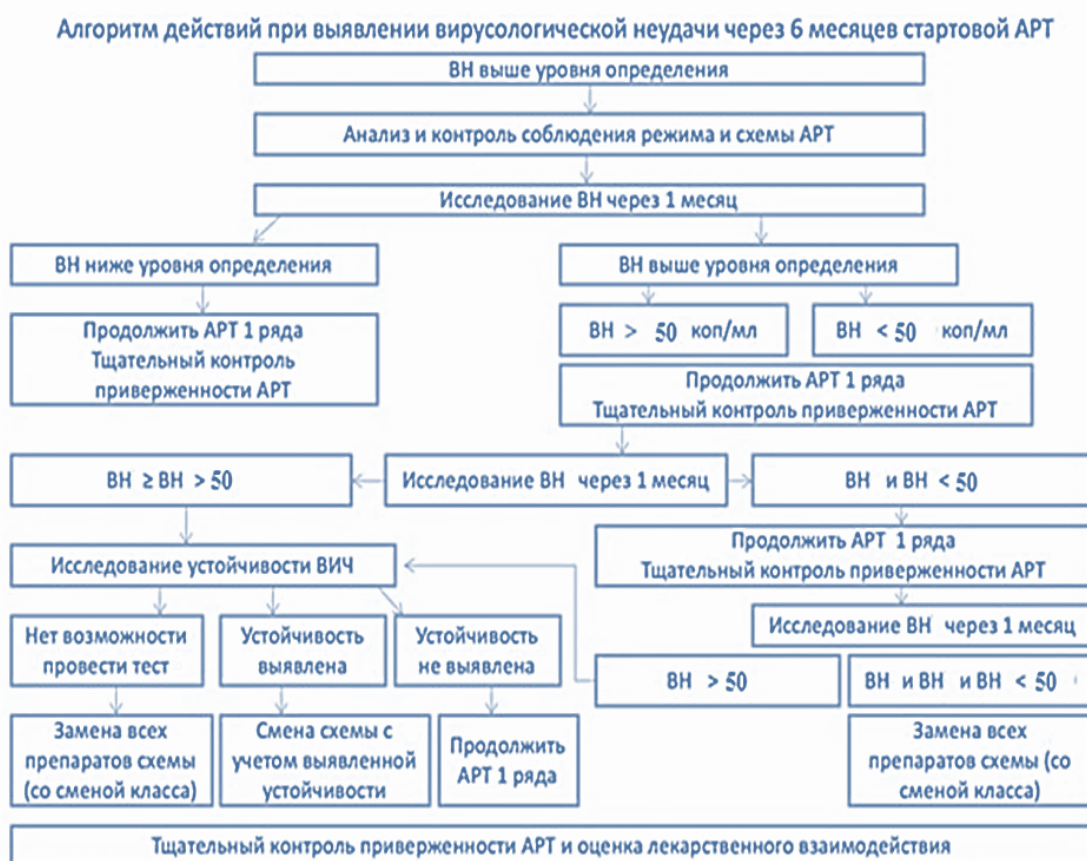 Алгоритм действий при выявлении вирусологической неудачи через 6 месяцев стартовой АРТ
ВН выше уровня определения
Анализ и контроль соблюдения режима и схемы АРТ
Исследование ВН через 1 месяц
ВН ниже уровня определения
ВН выше уровня определения
Продолжить АРТ 1 ряда
Тщательный контроль
приверженности АРТ
ВН > 50 коп/мл
ВН < 50 коп/мл
Продолжить АРТ 1 ряда
Тщательный контроль приверженности АРТ
ВН ≥ ВН > 50
Исследование ВН через 1 месяц
ВН и ВН < 50
Исследование устойчивости ВИЧ
Продолжить АРТ 1 ряда
Тщательный контроль приверженности АРТ
Исследование ВН через 1 месяц
Нет возможности
провести тест
Устойчивость
выявлена
Устойчивость
не выявлена
ВН > 50
ВН и ВН и ВН < 50
Замена всех
препаратов схемы
(со сменой класса)
Смена схемы с
учетом выявленной
устойчивости
Продолжить
АРТ 1 ряда
Замена всех
препаратов схемы (со
сменой класса)
Тщательный контроль приверженности АРТ и оценка лекарственного взаимодействия